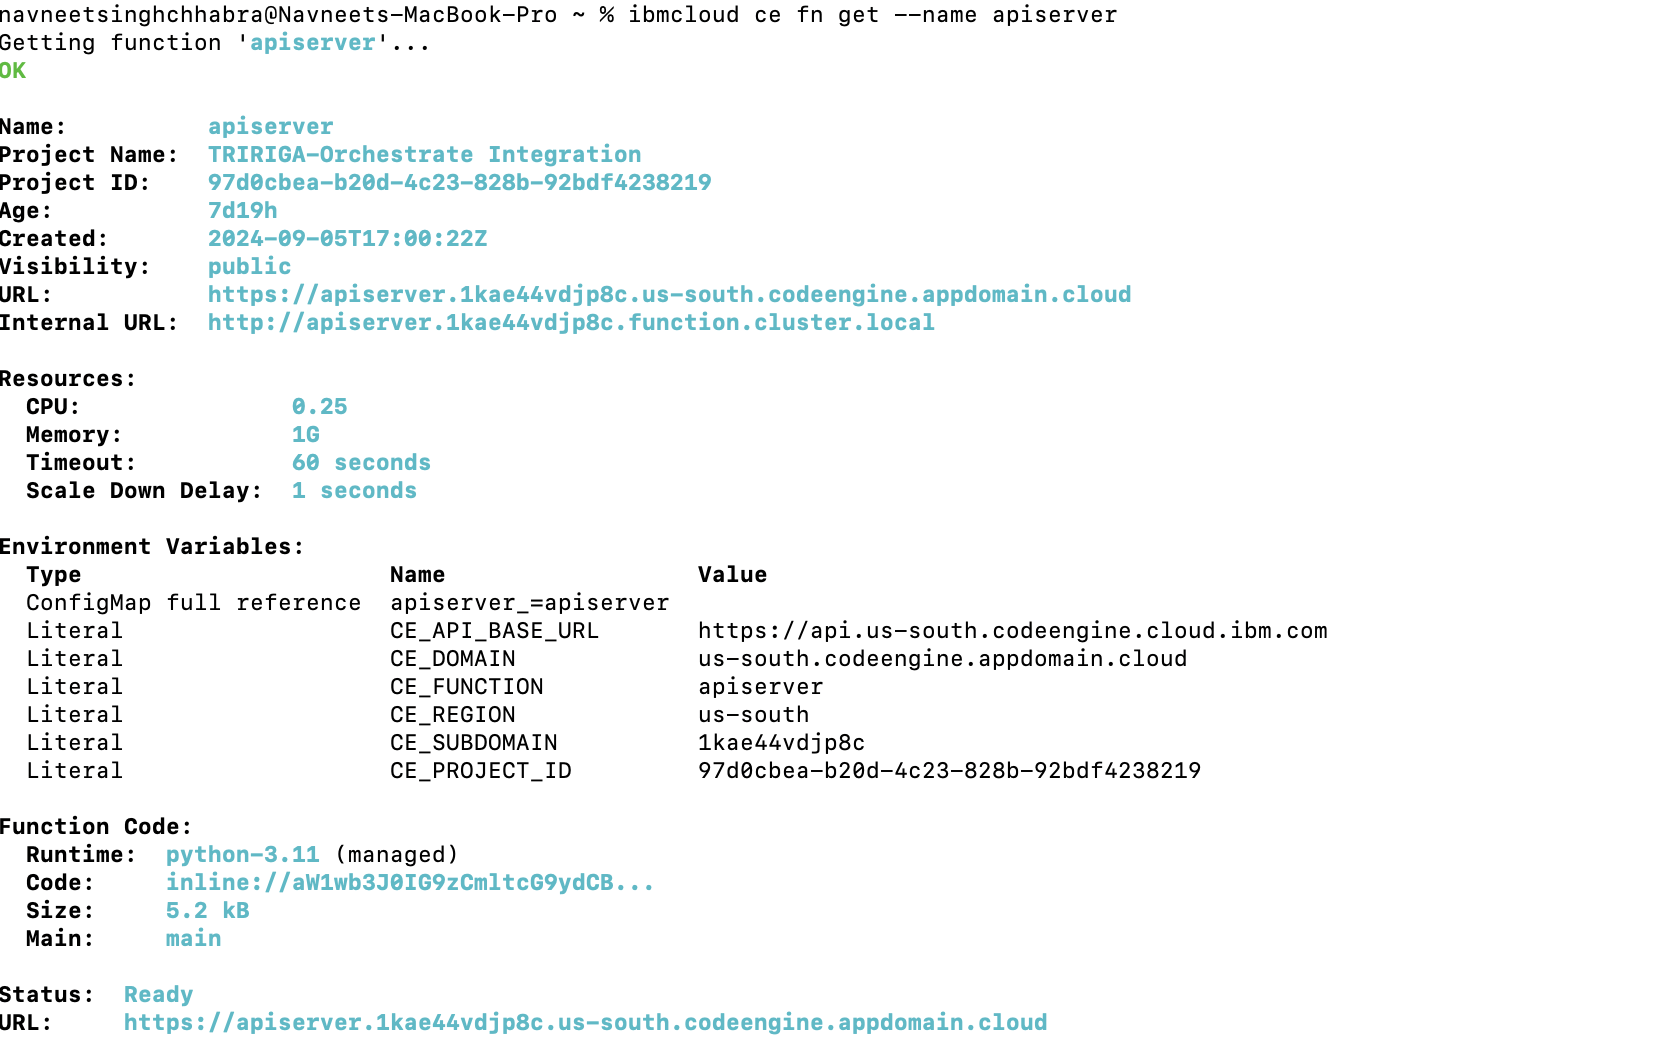 navneetsinghchhabra@Navneets-MacBook-Pro ~ % ibmcloud ce fn get --name apiserver
Getting function 'apiserver'...
OK
Name: apiserver
Project Name: TRIRIGA-Orchestrate Integration
Project ID: 97d0cbea-b20d-4c23-828b-92bdf4238219
Age: 7d19h
Created: 2024-09-05T17:00:22Z
Visibility: public
URL: https://apiserver.1kae44vdjp8c.us-south.codeengine.appdomain.cloud
Internal URL: http://apiserver.1kae44vdjp8c.function.cluster.local
Resources:
CPU: 0.25
Memory: 1G
Timeout: 60 seconds
Scale Down Delay: 1 seconds
Environment Variables:
Type Name Value
ConfigMap full reference apiserver_=apiserver
Literal CE_API_BASE_URL https://api.us-south.codeengine.cloud.ibm.com
Literal CE_DOMAIN us-south.codeengine.appdomain.cloud
Literal CE_FUNCTION apiserver
Literal CE_REGION us-south
Literal CE_SUBDOMAIN 1kae44vdjp8c
Literal CE_PROJECT_ID 97d0cbea-b20d-4c23-828b-92bdf4238219
Function Code:
Runtime: python-3.11 (managed)
Code: inline://aW1wb3J0IG9zCmltcG9ydCB...
Size: 5.2 kB
Main: main
Status: Ready
URL: https://apiserver.1kae44vdjp8c.us-south.codeengine.appdomain.cloud